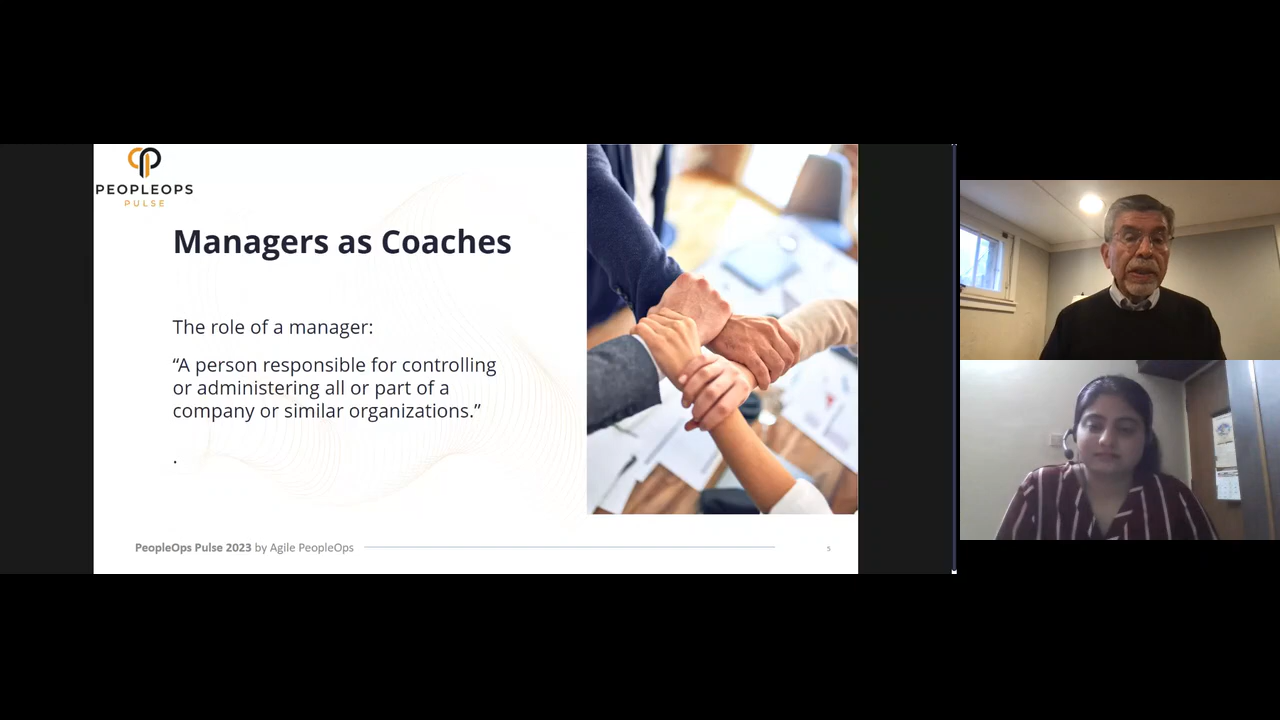 PEOPLEOPS
PULSE
Managers as Coaches
The role of a manager:
“A person responsible for controlling
or administering all or part of a
company or similar organizations.”
.
PeopleOps Pulse 2023 by Agile PeopleOps
5